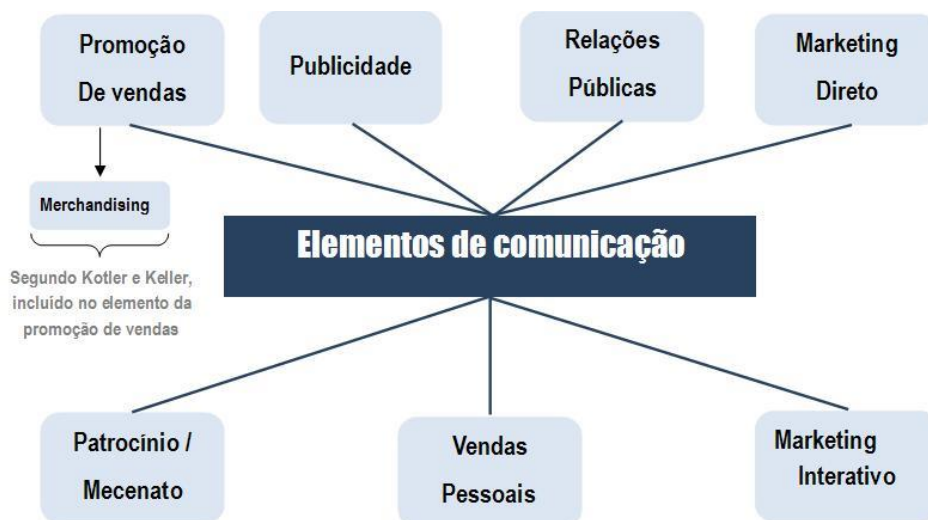 Promoção
De vendas
Publicidade
Relações
Públicas
Marketing
Direto
Merchandising
Segundo Kotler e Keller,
incluído no elemento da
promoção de vendas
Elementos de comunicação
Patrocínio /
Mecenato
Vendas
Pessoais
Marketing
Interativo